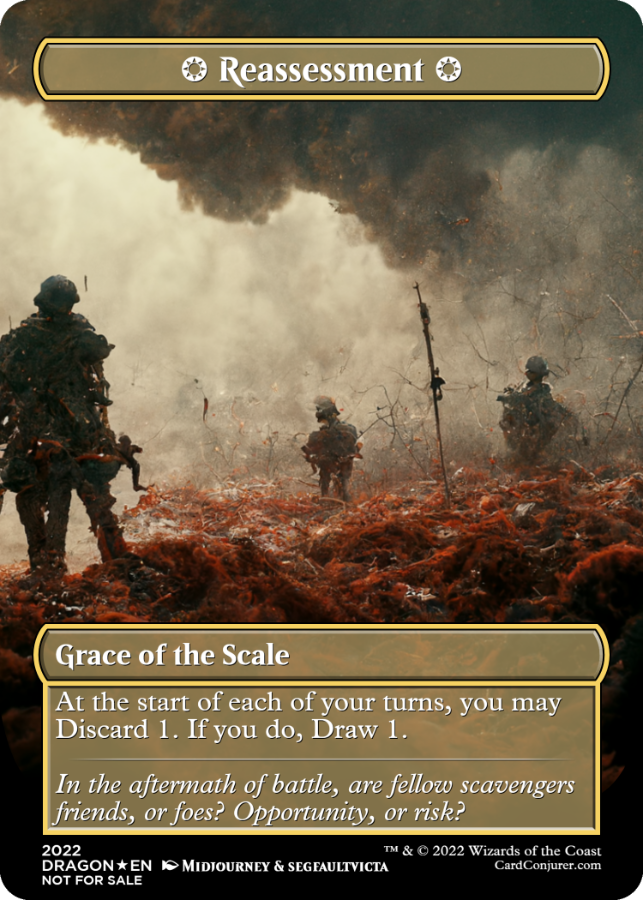 Reassessment
Grace of the Scale
At the start of each of your turns, you may
Discard 1. If you do, Draw 1.
In the aftermath of battle, are fellow scavengers
friends, or foes? Opportunity, or risk?
2022
DRAGON★EN Midjourney & segfaultvicta
NOT FOR SALE
™ & © 2022 Wizards of the Coast
CardConjurer.com